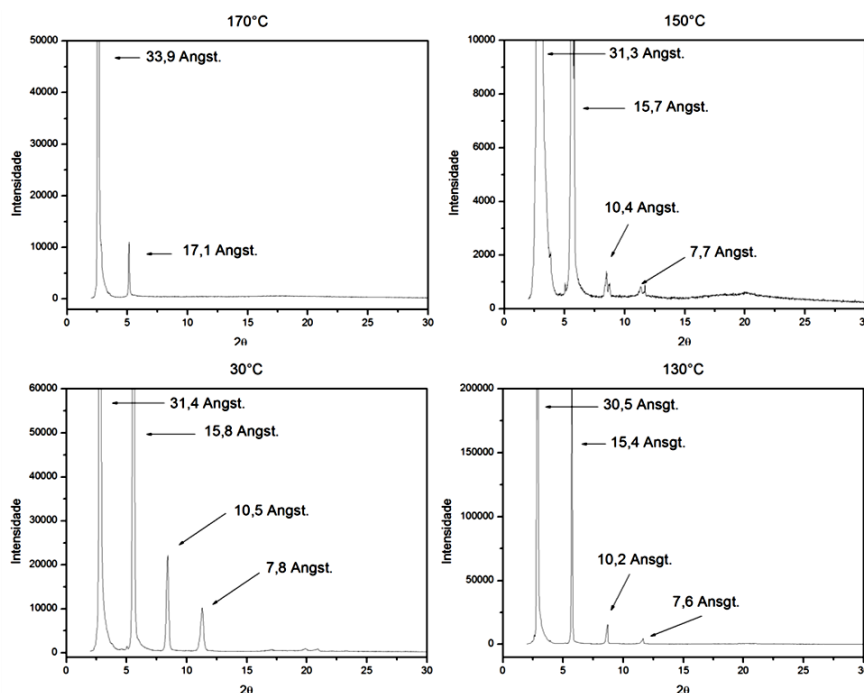 170°C
50000
40000
30000
20000
10000
0
Intensidade
33,9 Angst.
17,1 Angst.
0 5 10 15 20 25 30
2θ
150°C
10000
8000
6000
4000
2000
0
Intensidade
31,3 Angst.
15,7 Angst.
10,4 Angst.
7,7 Angst.
0 5 10 15 20 25 30
2θ
30°C
60000
50000
40000
30000
20000
10000
0
Intensidade
31,4 Angst.
15,8 Angst.
10,5 Angst.
7,8 Angst.
0 5 10 15 20 25 30
2θ
130°C
200000
150000
100000
50000
0
Intensidade
30,5 Ansgt.
15,4 Ansgt.
10,2 Ansgt.
7,6 Ansgt.
0 5 10 15 20 25 30
2θ